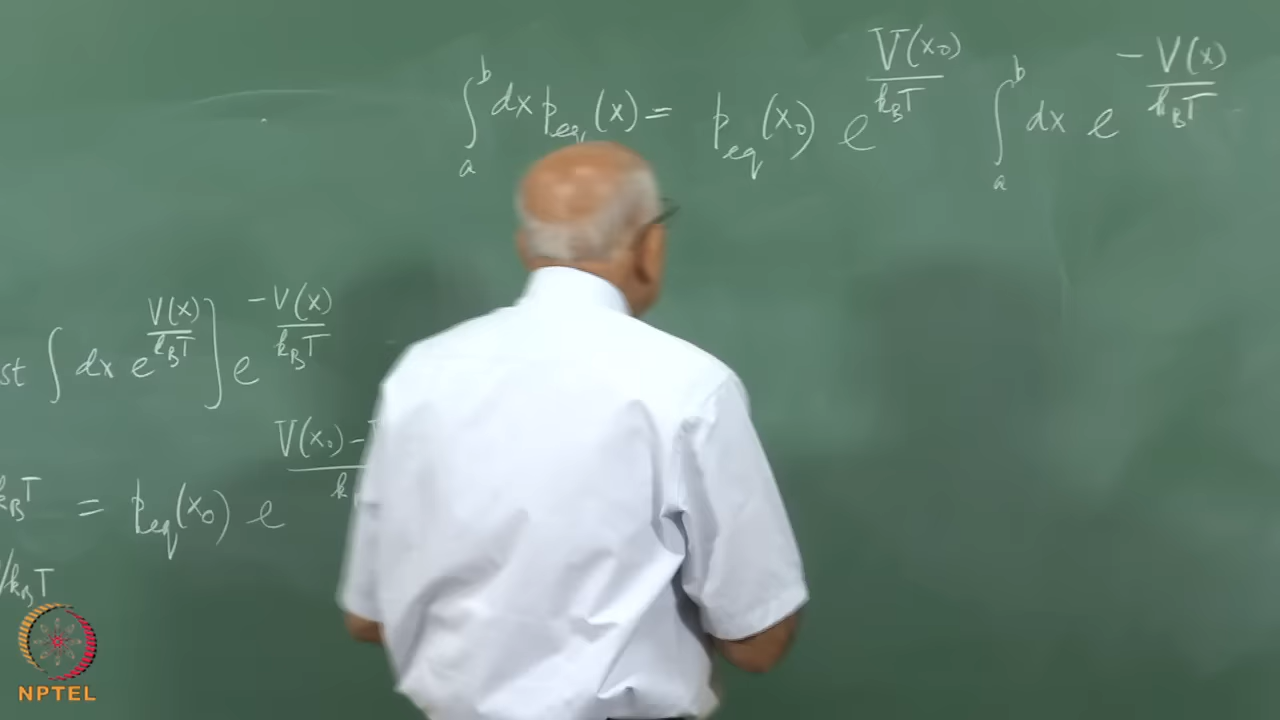 ∫_a^b dx p_eq(x) = p_eq(x₀) e^{V(x₀)/k_BT} ∫_a^b dx e^{-V(x)/k_BT}
st ∫ dx e^{V(x)/k_BT} ] e^{-V(x)/k_BT}
k_BT = p_eq(x₀) e^{V(x₀)-
/k_BT
NPTEL